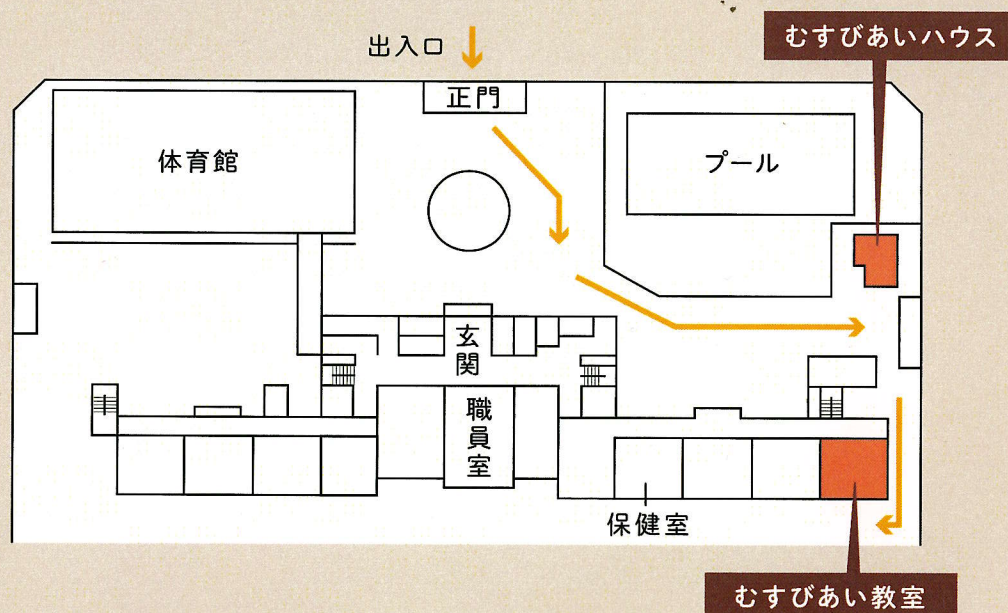 出入口
むすびあいハウス
正門
体育館
プール
玄関
職員室
保健室
むすびあい教室